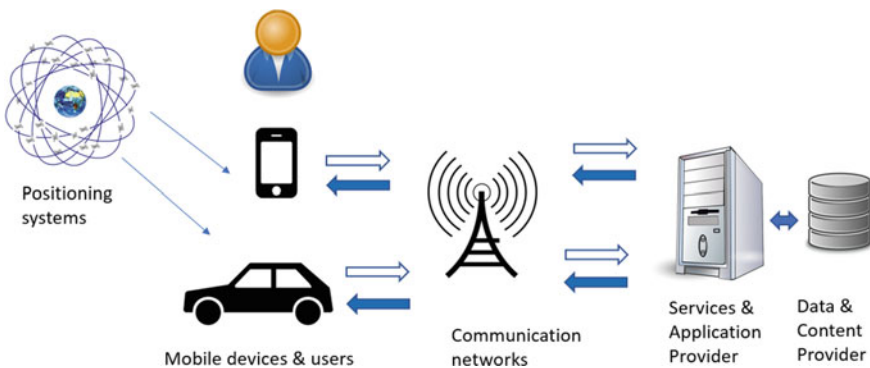 Positioning
systems
Mobile devices & users
Communication
networks
Services &
Application
Provider
Data &
Content
Provider